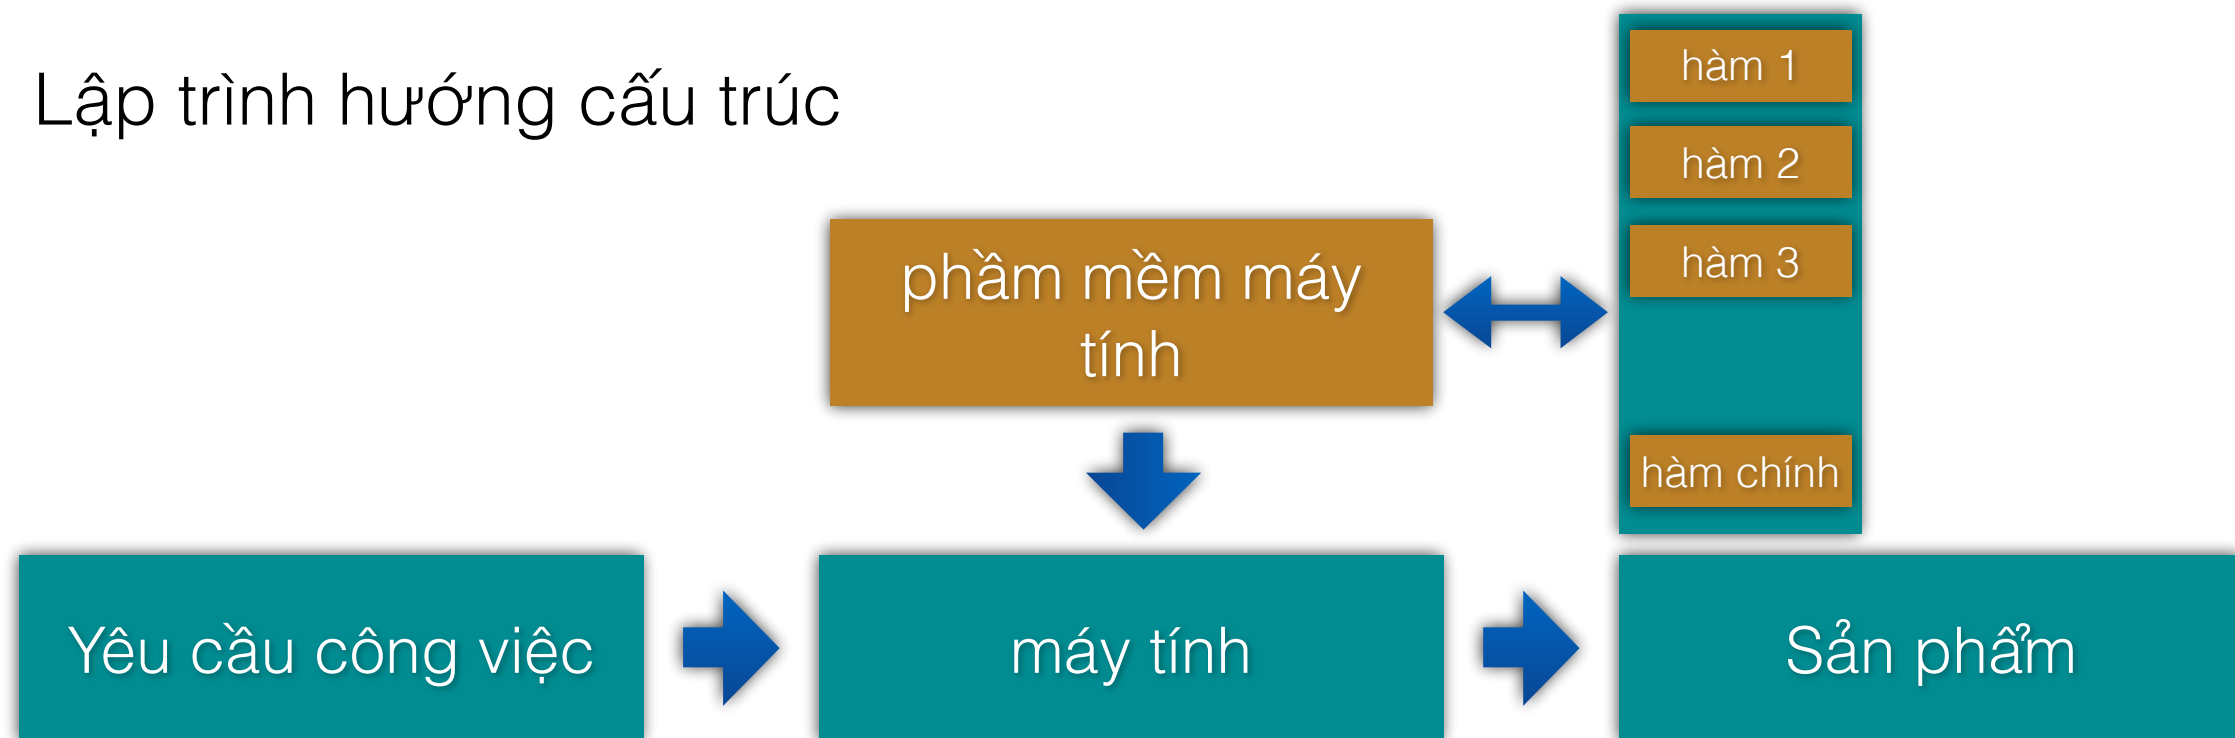 Lập trình hướng cấu trúc
hàm 1
hàm 2
hàm 3
hàm chính
phầm mềm máy
tính
Yêu cầu công việc
máy tính
Sản phẩm